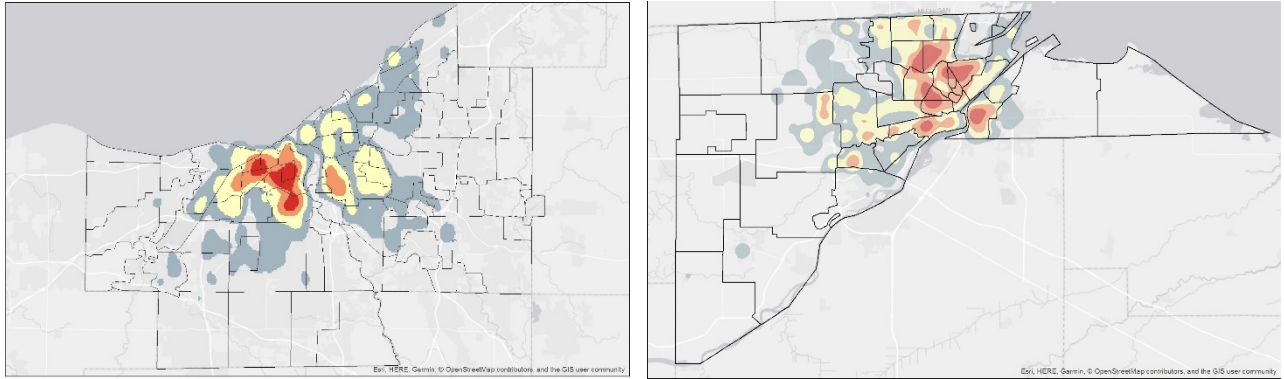 MICHIGAN
Esri, HERE, Garmin, © OpenStreetMap contributors, and the GIS user community
Esri, HERE, Garmin, © OpenStreetMap contributors, and the GIS user community